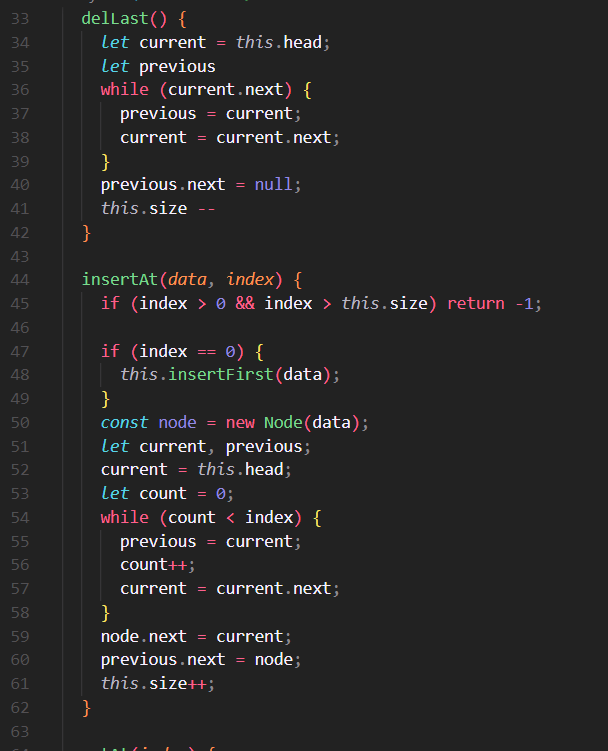 33 delLast() {
34 let current = this.head;
35 let previous
36 while (current.next) {
37 previous = current;
38 current = current.next;
39 }
40 previous.next = null;
41 this.size --
42 }
43
44 insertAt(data, index) {
45 if (index > 0 && index > this.size) return -1;
46
47 if (index == 0) {
48 this.insertFirst(data);
49 }
50 const node = new Node(data);
51 let current, previous;
52 current = this.head;
53 let count = 0;
54 while (count < index) {
55 previous = current;
56 count++;
57 current = current.next;
58 }
59 node.next = current;
60 previous.next = node;
61 this.size++;
62 }
63